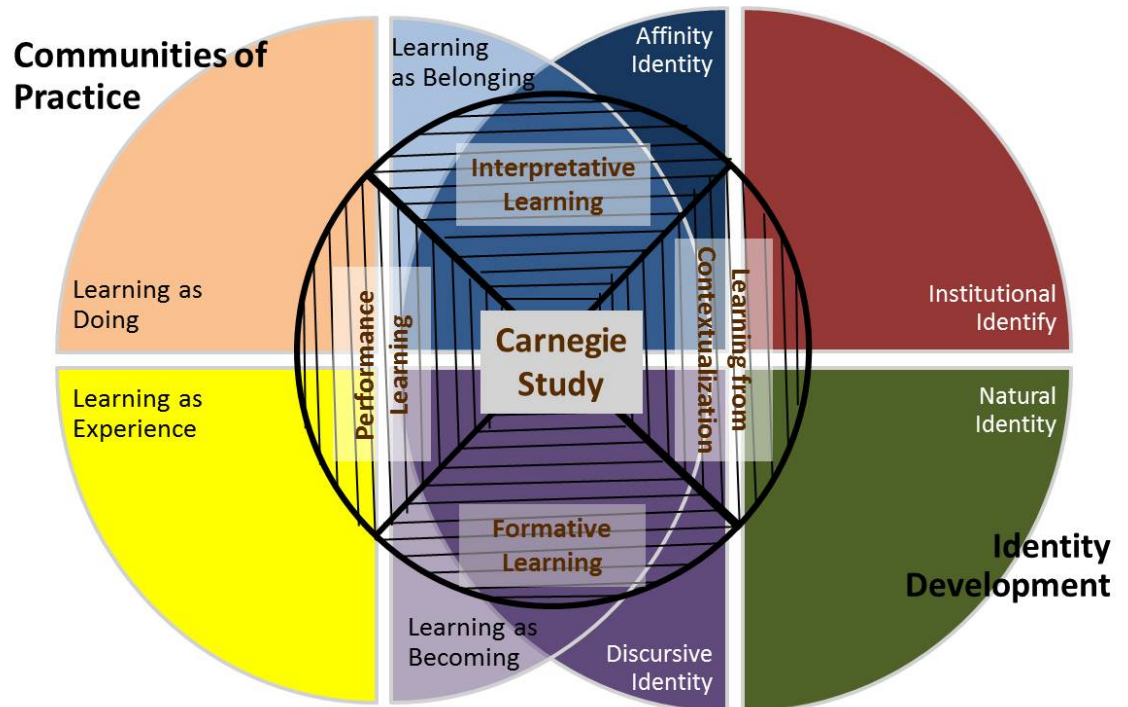 Communities of
Practice
Learning
as Belonging
Affinity
Identity
Interpretative
Learning
Learning as
Doing
Institutional
Identify
Performance
Learning
Carnegie
Study
Learning from
Contextualization
Learning as
Experience
Natural
Identity
Formative
Learning
Identity
Development
Learning as
Becoming
Discursive
Identity